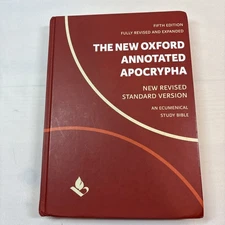 FIFTH EDITION
FULLY REVISED AND EXPANDED
THE NEW OXFORD
ANNOTATED
APOCRYPHA
NEW REVISED
STANDARD VERSION
AN ECUMENICAL
STUDY BIBLE